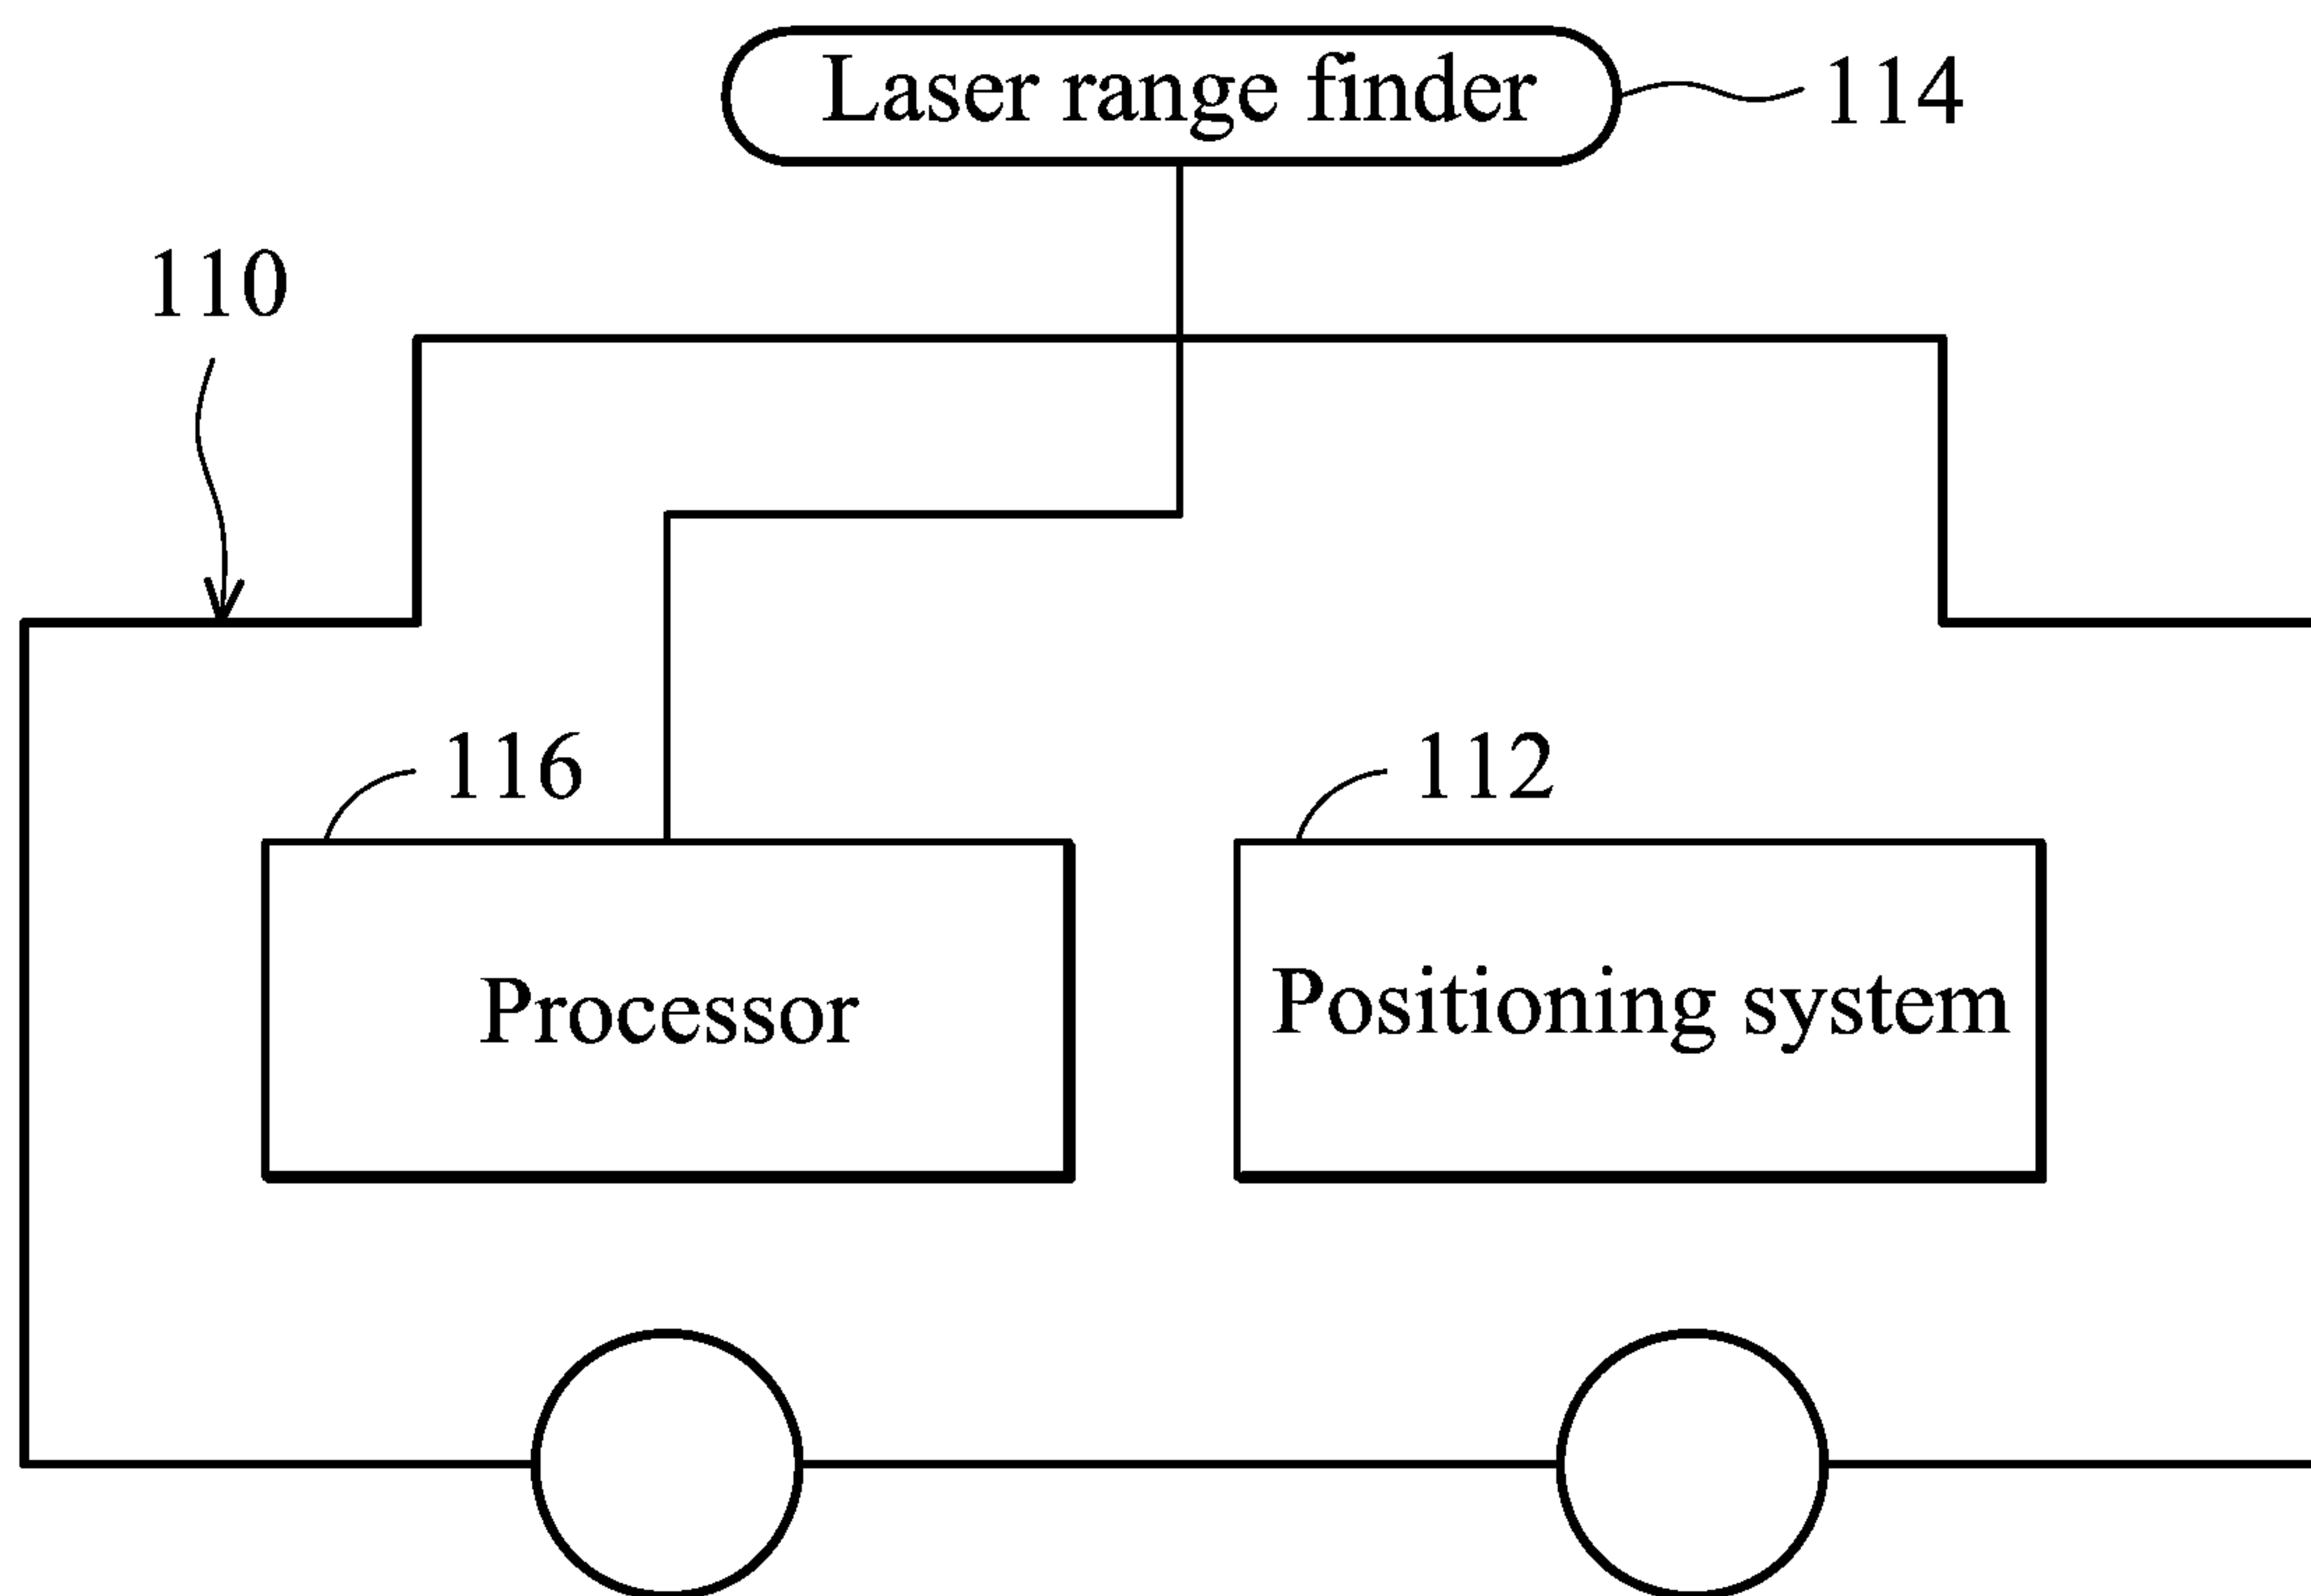 Laser range finder
114
110
116
112
Processor
Positioning system